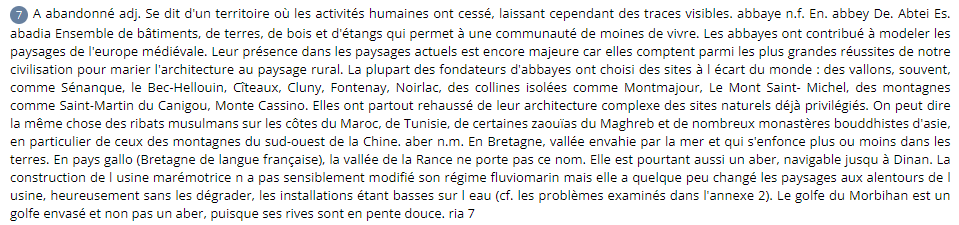 7 A abandonné adj. Se dit d'un territoire où les activités humaines ont cessé, laissant cependant des traces visibles. abbaye n.f. En. abbey De. Abtei Es.
abadia Ensemble de bâtiments, de terres, de bois et d'étangs qui permet à une communauté de moines de vivre. Les abbayes ont contribué à modeler les
paysages de l'europe médiévale. Leur présence dans les paysages actuels est encore majeure car elles comptent parmi les plus grandes réussites de notre
civilisation pour marier l'architecture au paysage rural. La plupart des fondateurs d'abbayes ont choisi des sites à l écart du monde : des vallons, souvent,
comme Sénanque, le Bec-Hellouin, Cîteaux, Cluny, Fontenay, Noirlac, des collines isolées comme Montmajour, Le Mont Saint- Michel, des montagnes
comme Saint-Martin du Canigou, Monte Cassino. Elles ont partout rehaussé de leur architecture complexe des sites naturels déjà privilégiés. On peut dire
la même chose des ribats musulmans sur les côtes du Maroc, de Tunisie, de certaines zaouïas du Maghreb et de nombreux monastères bouddhistes d'asie,
en particulier de ceux des montagnes du sud-ouest de la Chine. aber n.m. En Bretagne, vallée envahie par la mer et qui s'enfonce plus ou moins dans les
terres. En pays gallo (Bretagne de langue française), la vallée de la Rance ne porte pas ce nom. Elle est pourtant aussi un aber, navigable jusqu à Dinan. La
construction de l usine marémotrice n a pas sensiblement modifié son régime fluviomarin mais elle a quelque peu changé les paysages aux alentours de l
usine, heureusement sans les dégrader, les installations étant basses sur l eau (cf. les problèmes examinés dans l'annexe 2). Le golfe du Morbihan est un
golfe envasé et non pas un aber, puisque ses rives sont en pente douce. ria 7